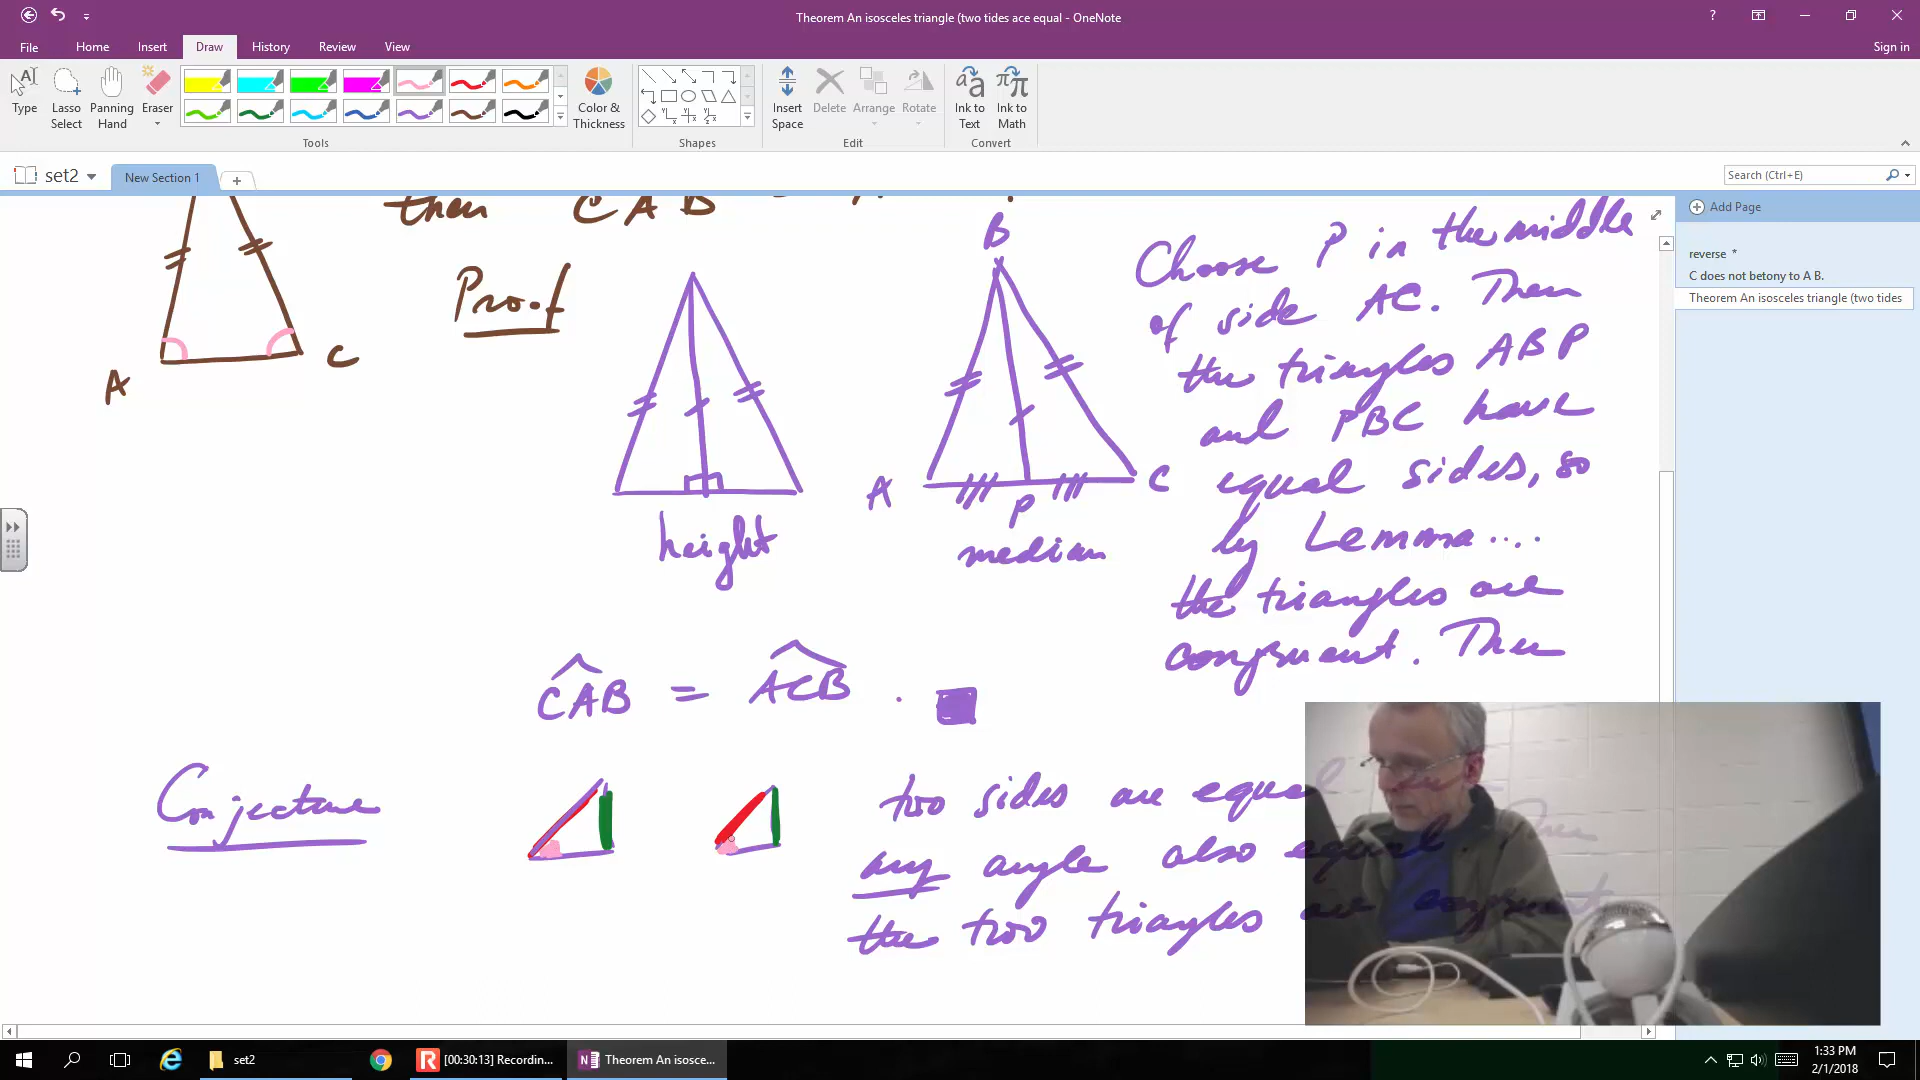 Theorem An isosceles triangle (two tides ace equal - OneNote
?
File Home Insert Draw History Review View
Sign in
Type
Lasso Select
Panning Hand
Eraser
Color & Thickness
Insert Space
Delete
Arrange
Rotate
Ink to Text
Ink to Math
Tools
Shapes
Edit
Convert
set2
New Section 1
Search (Ctrl+E)
Add Page
reverse *
C does not betony to A B.
Theorem An isosceles triangle (two tides
then CAB =
A
C
Proof
height
B
A
P
C
median
Choose P in the middle
of side AC. Then
the triangles ABP
and PBC have
equal sides, so
by Lemma....
the triangles are
congruent. Then
CAB = ACB .
Conjecture
two sides are equal
any angle also equal
the two triangles are congruent
set2
[00:30:13] Recordin...
Theorem An isosce...
1:33 PM
2/1/2018